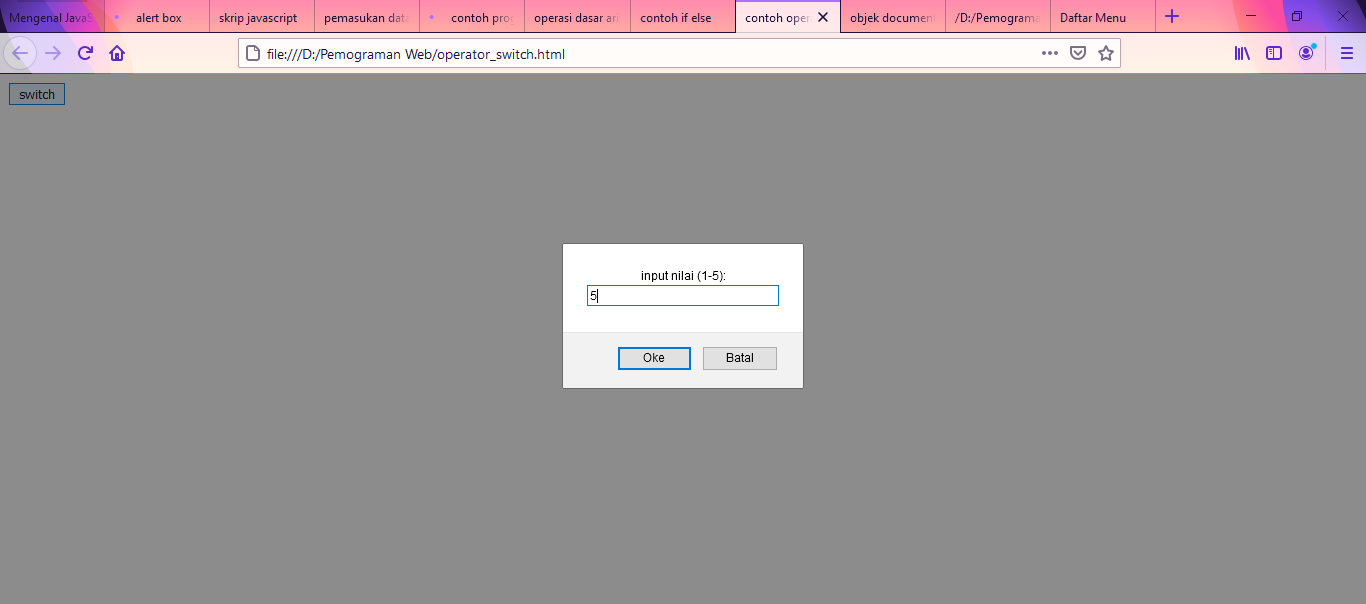 Mengenal JavaS
alert box
skrip javascript
pemasukan data
contoh prog
operasi dasar ari
contoh if else
contoh oper
objek document
/D:/Pemograma
Daftar Menu
file:///D:/Pemograman Web/operator_switch.html
switch
input nilai (1-5):
5
Oke
Batal